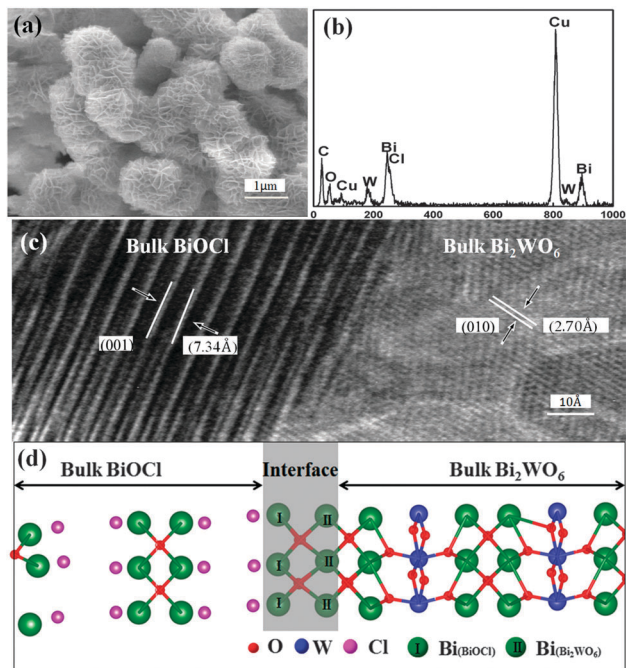 (a)
1μm
(b)
Cu
C
O
Cu
W
Bi
Cl
W
Bi
0 200 400 600 800 1000
(c)
Bulk BiOCl
Bulk Bi₂WO₆
(001)
(7.34Å)
(010)
(2.70Å)
10Å
(d)
Bulk BiOCl
Interface
Bulk Bi₂WO₆
I II
I II
I II
O W Cl I Bi(BiOCl) II Bi(Bi₂WO₆)